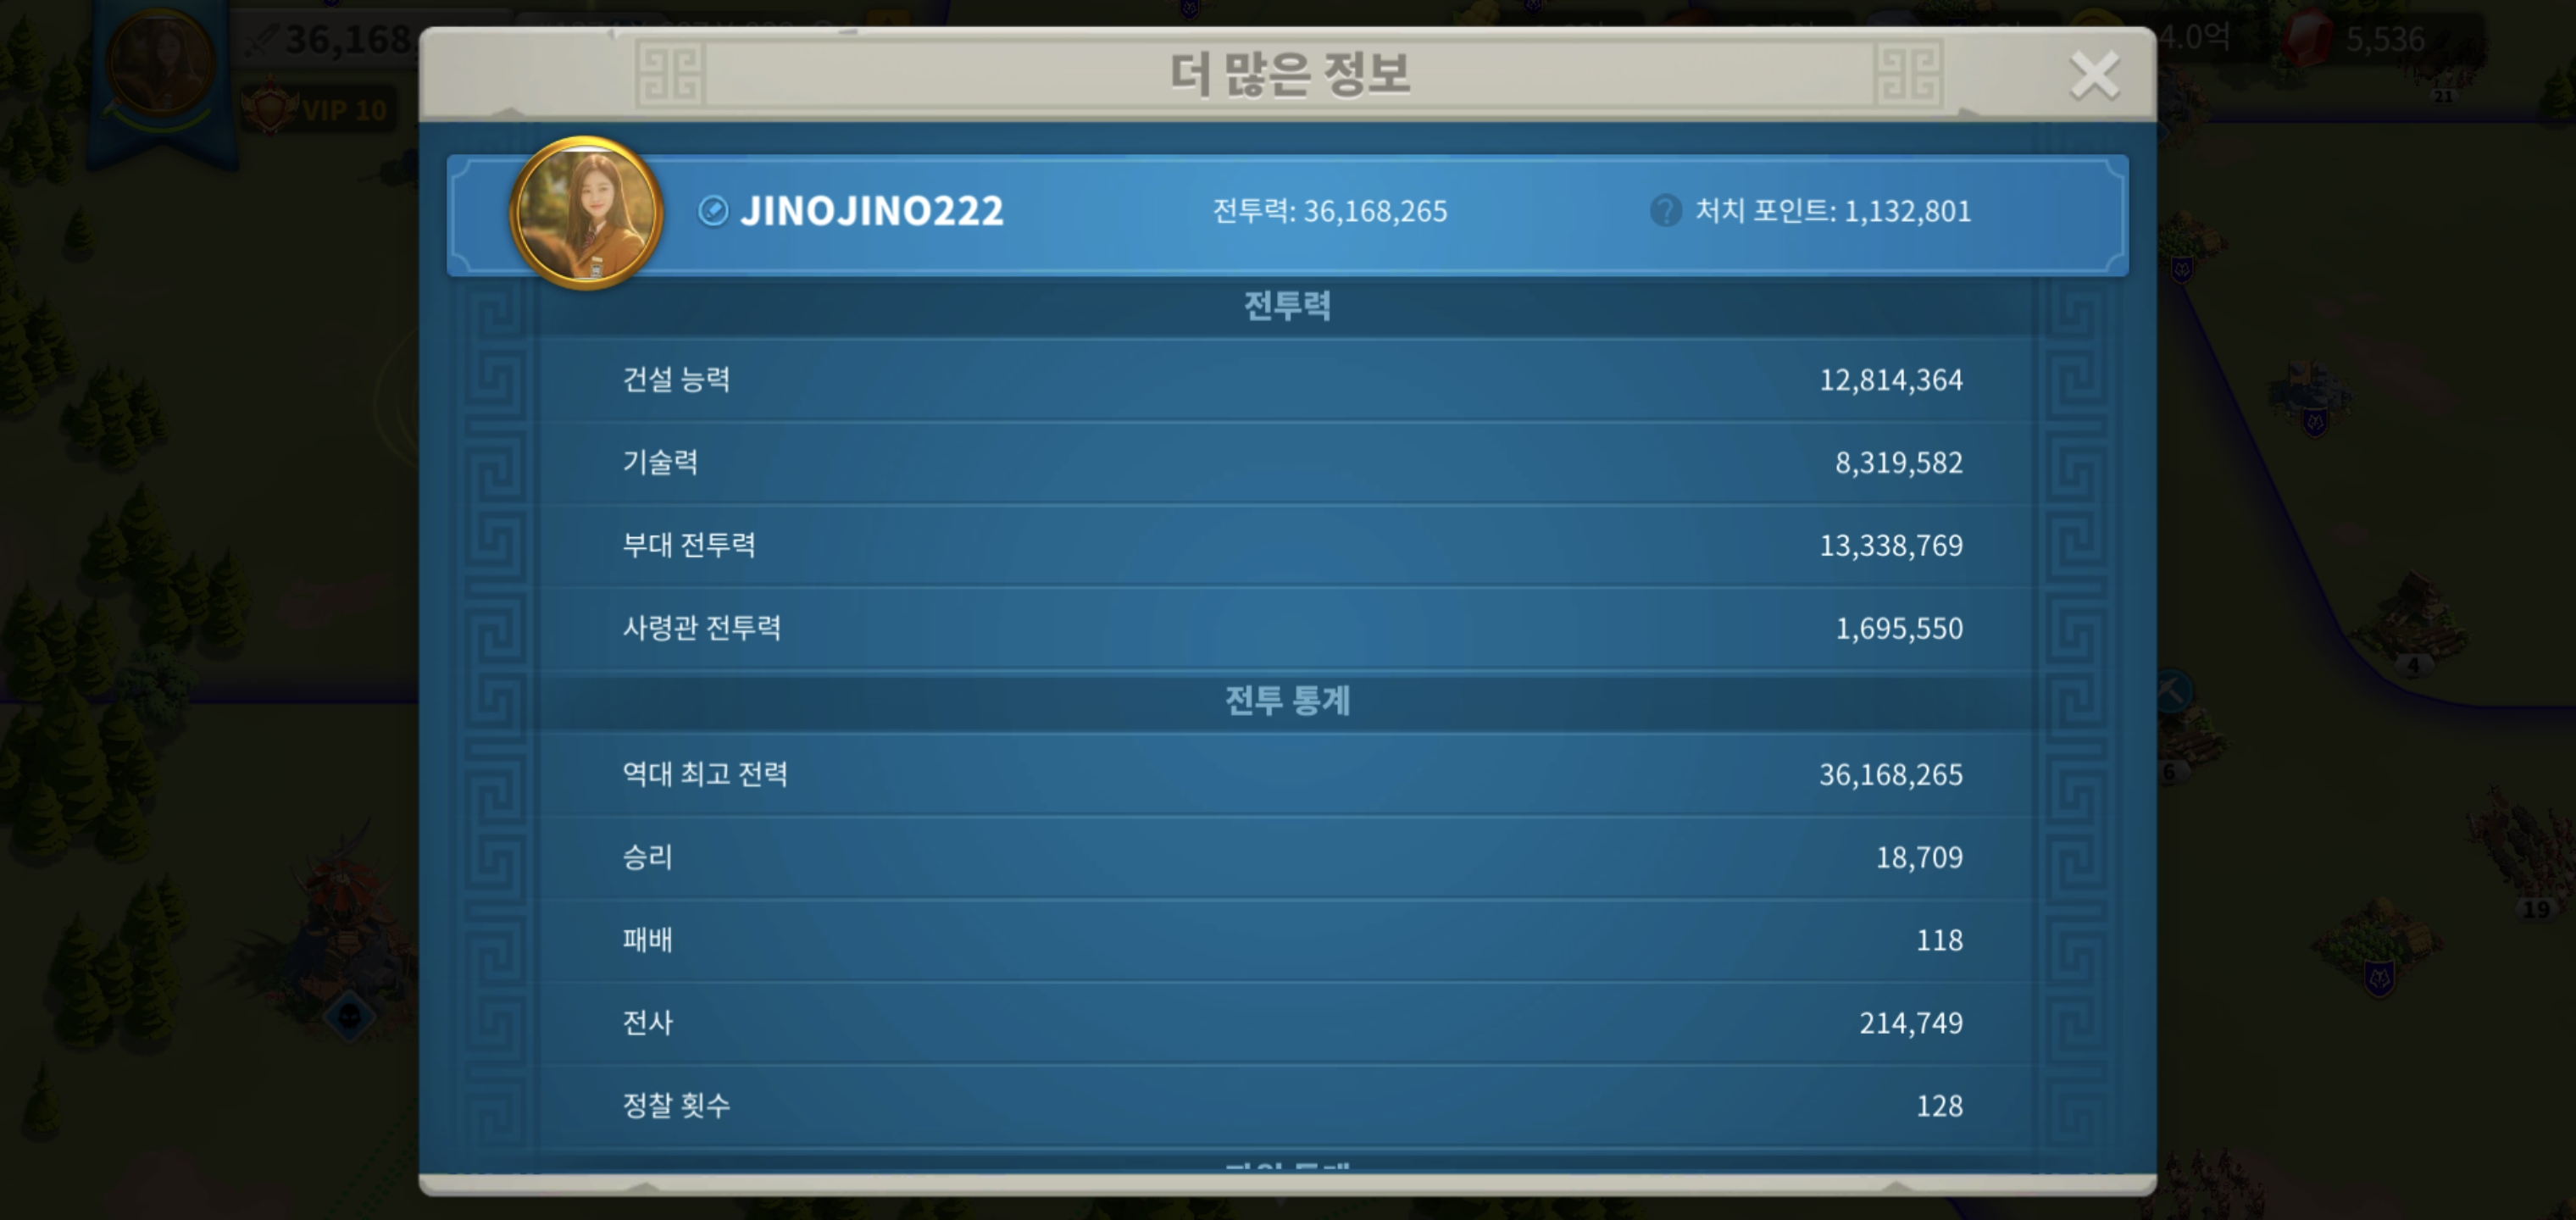 더 많은 정보
36,168,
VIP 10
4.0억
5,536
21
JINOJINO222
전투력: 36,168,265
? 처치 포인트: 1,132,801
전투력
건설 능력 12,814,364
기술력 8,319,582
부대 전투력 13,338,769
사령관 전투력 1,695,550
전투 통계
역대 최고 전력 36,168,265
승리 18,709
패배 118
전사 214,749
정찰 횟수 128
4
6
19